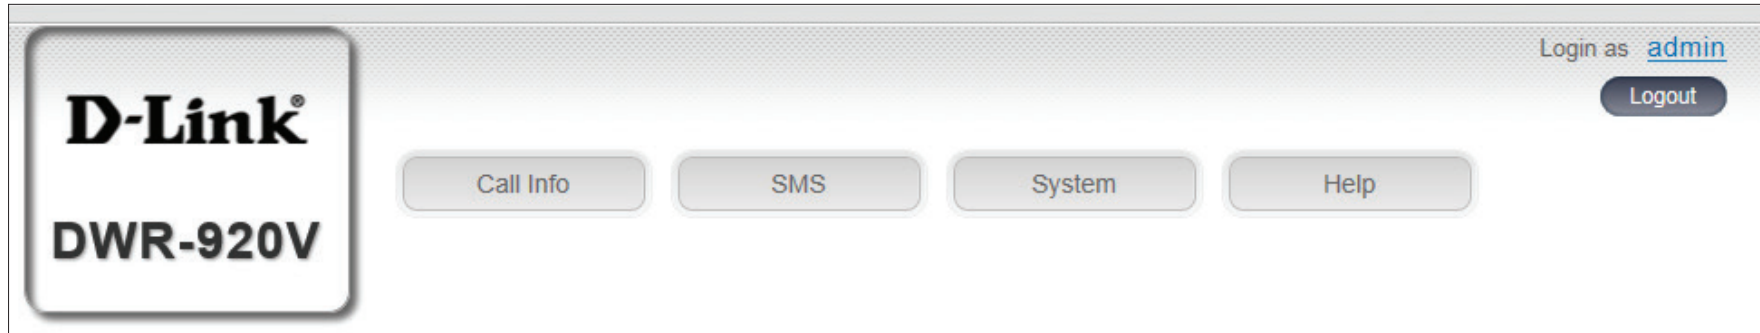 Login as admin
Logout
D-Link®
DWR-920V
Call Info
SMS
System
Help